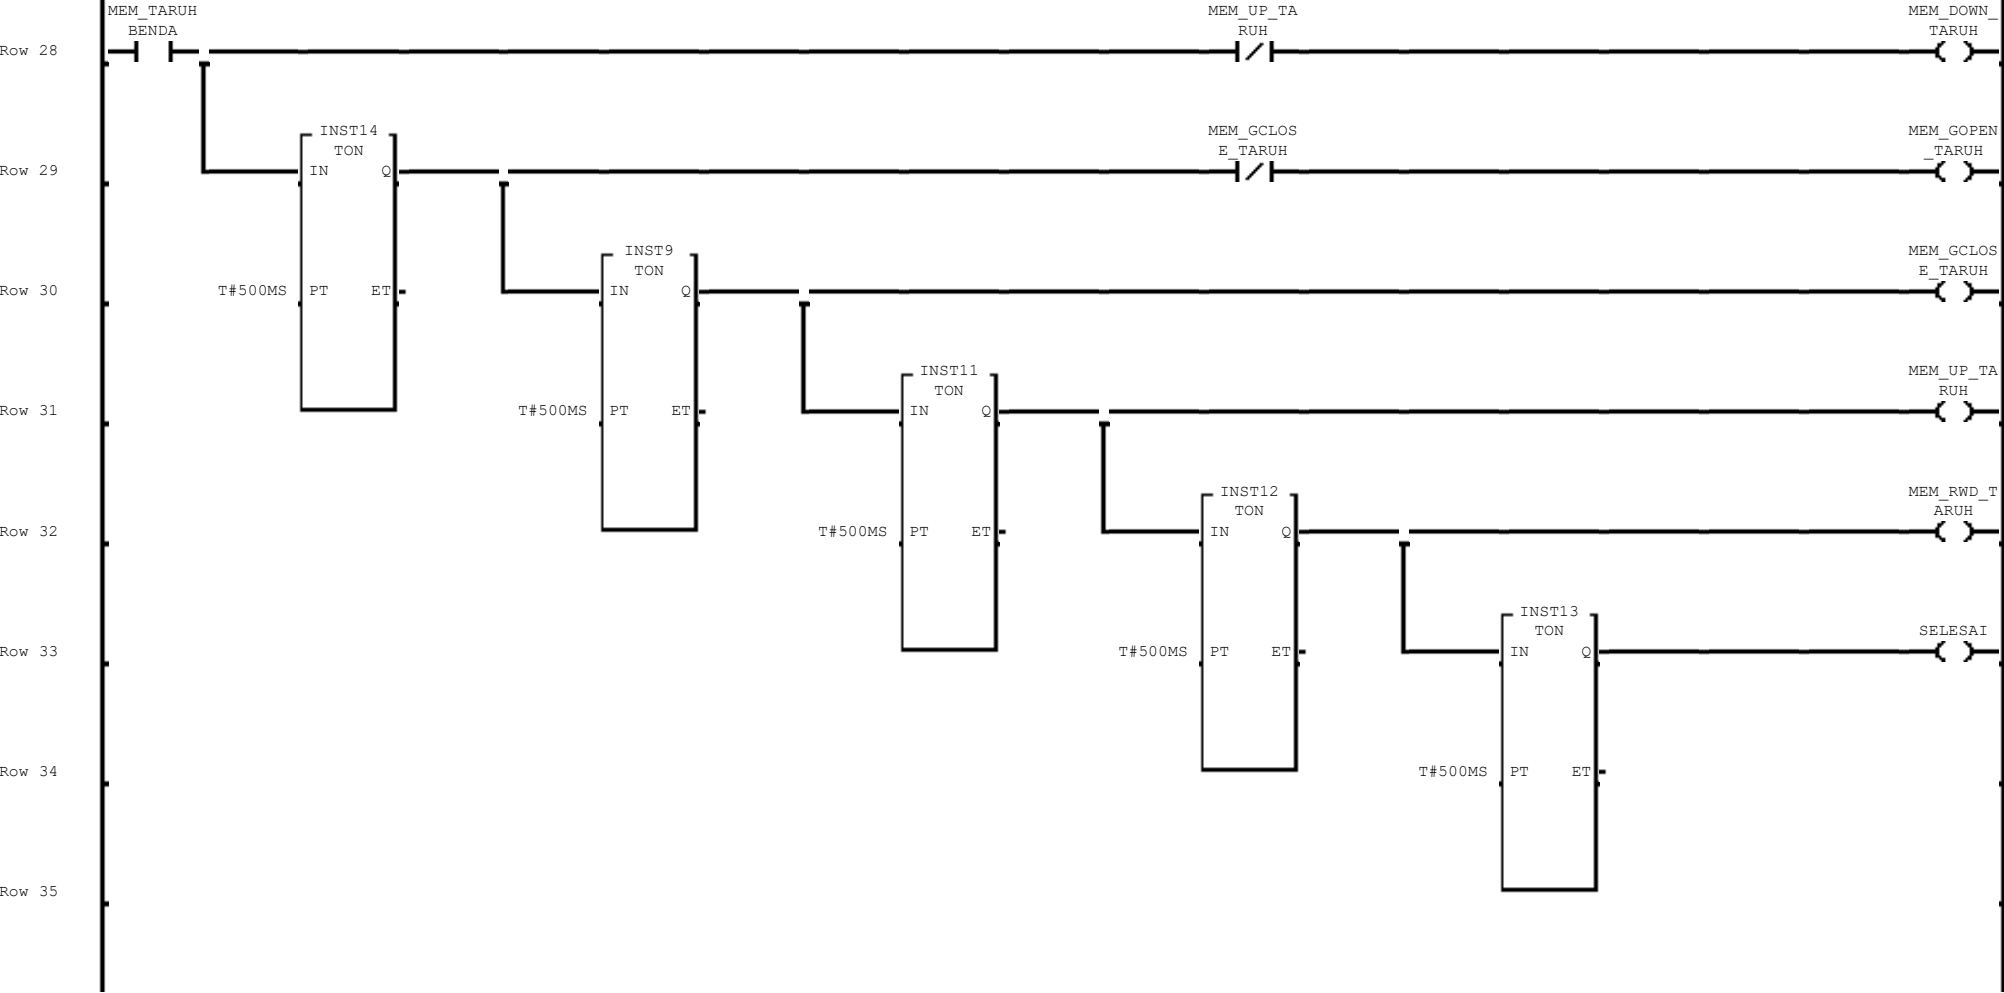 MEM_TARUH MEM_UP_TA MEM_DOWN_
BENDA RUH TARUH
Row 28
INST14 MEM_GCLOS MEM_GOPEN
TON E_TARUH _TARUH
Row 29 IN Q
INST9 MEM_GCLOS
TON E_TARUH
Row 30 T#500MS PT ET IN Q
INST11 MEM_UP_TA
TON RUH
Row 31 T#500MS PT ET IN Q
INST12 MEM_RWD_T
TON ARUH
Row 32 T#500MS PT ET IN Q
INST13
TON SELESAI
Row 33 T#500MS PT ET IN Q
Row 34 T#500MS PT ET
Row 35